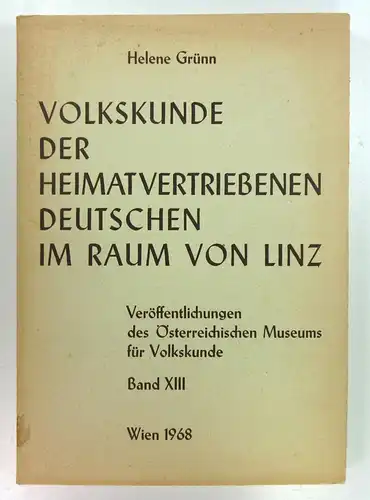 Helene Grünn
VOLKSKUNDE
DER
HEIMATVERTRIEBENEN
DEUTSCHEN
IM RAUM VON LINZ
Veröffentlichungen
des Österreichischen Museums
für Volkskunde
Band XIII
Wien 1968